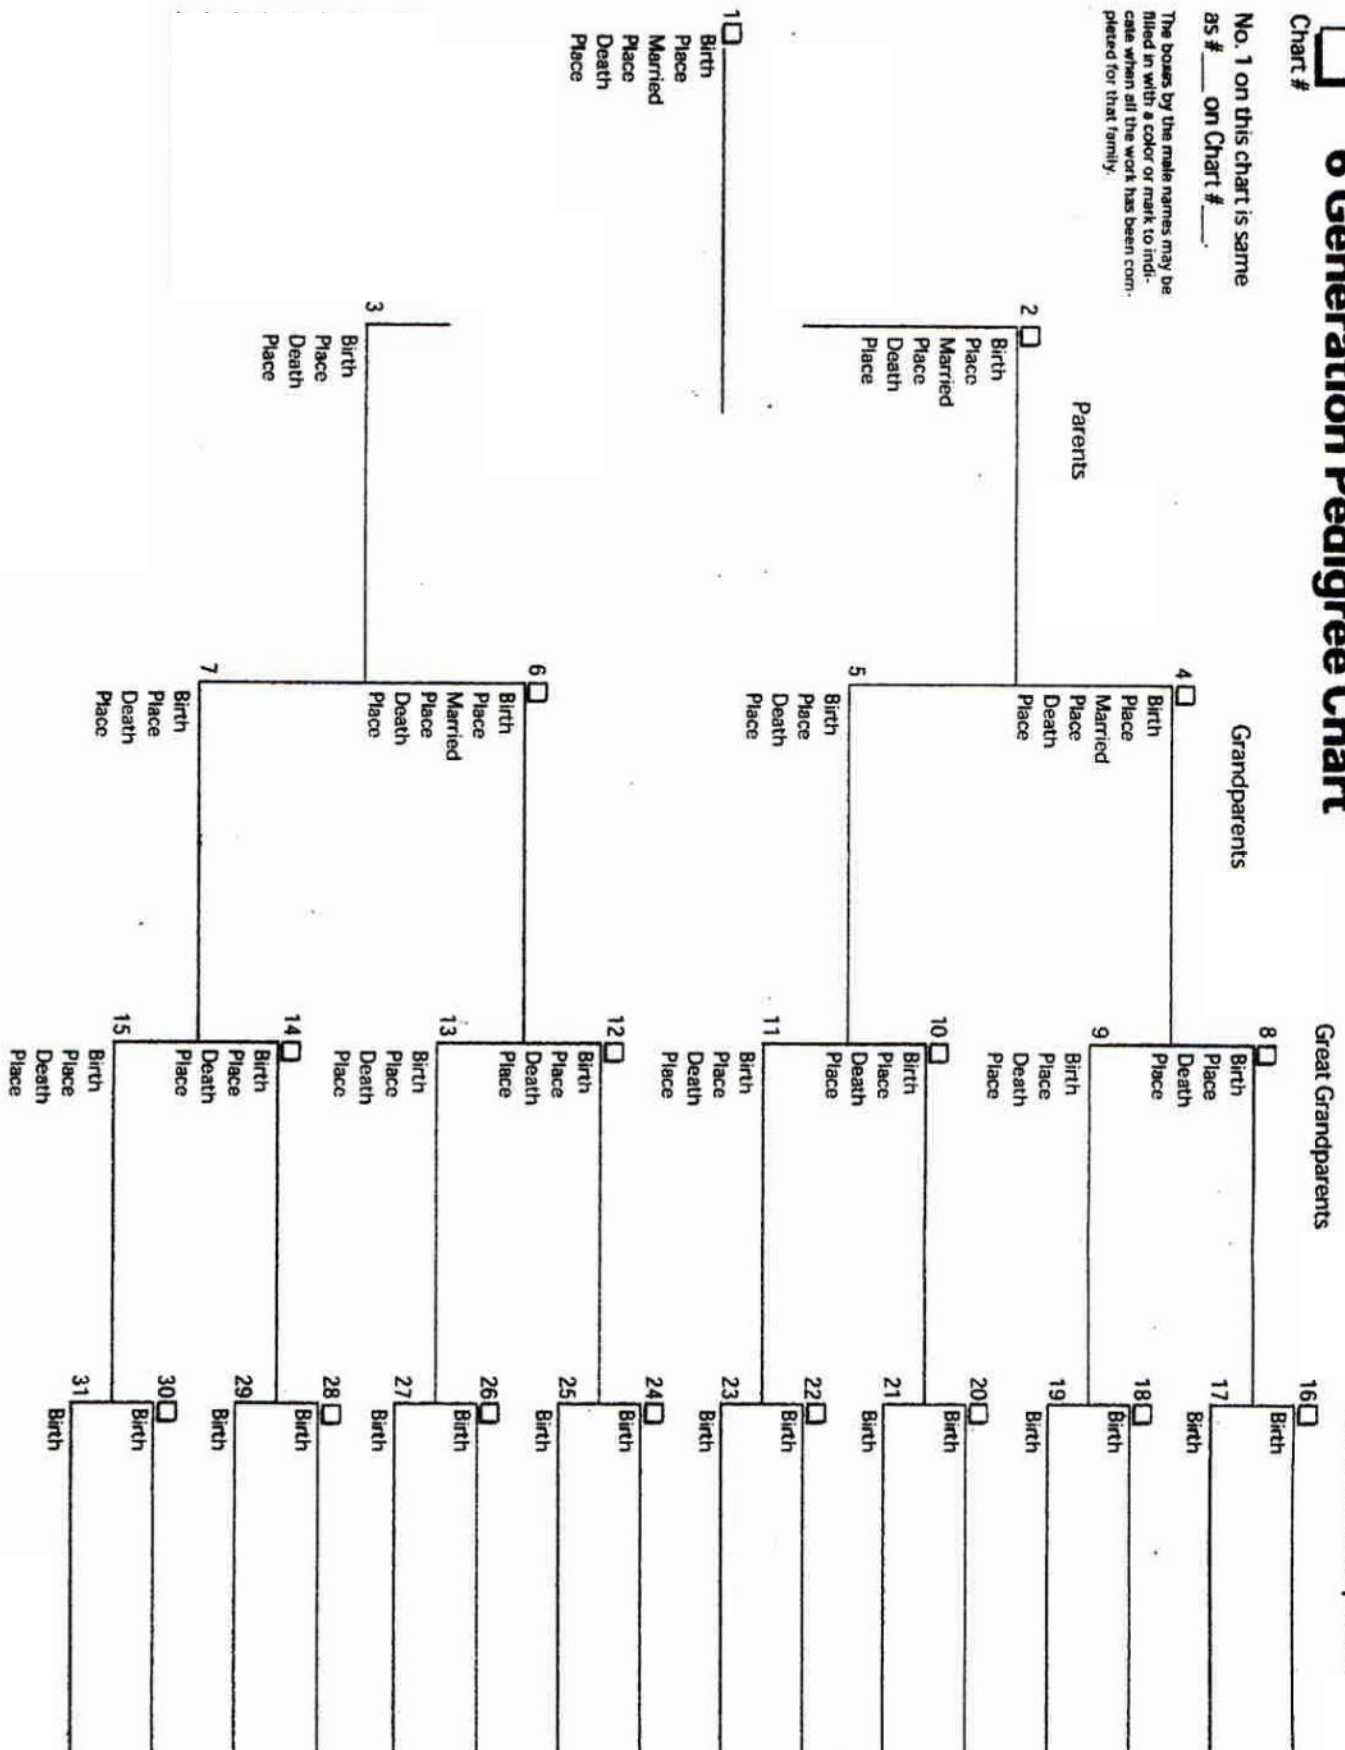 6 Generation Pedigree Chart
Chart #
No. 1 on this chart is same
as #___ on Chart #___.
The boxes by the male names may be
filled in with a color or mark to indi-
cate when all the work has been com-
pleted for that family.
Parents
Grandparents
Great Grandparents
1
Birth
Place
Married
Place
Death
Place
2
Birth
Place
Married
Place
Death
Place
3
Birth
Place
Death
Place
4
Birth
Place
Married
Place
Death
Place
5
Birth
Place
Death
Place
6
Birth
Place
Married
Place
Death
Place
7
Birth
Place
Death
Place
8
Birth
Place
Death
Place
9
Birth
Place
Death
Place
10
Birth
Place
Death
Place
11
Birth
Place
Death
Place
12
Birth
Place
Death
Place
13
Birth
Place
Death
Place
14
Birth
Place
Death
Place
15
Birth
Place
Death
Place
16
Birth
17
Birth
18
Birth
19
Birth
20
Birth
21
Birth
22
Birth
23
Birth
24
Birth
25
Birth
26
Birth
27
Birth
28
Birth
29
Birth
30
Birth
31
Birth